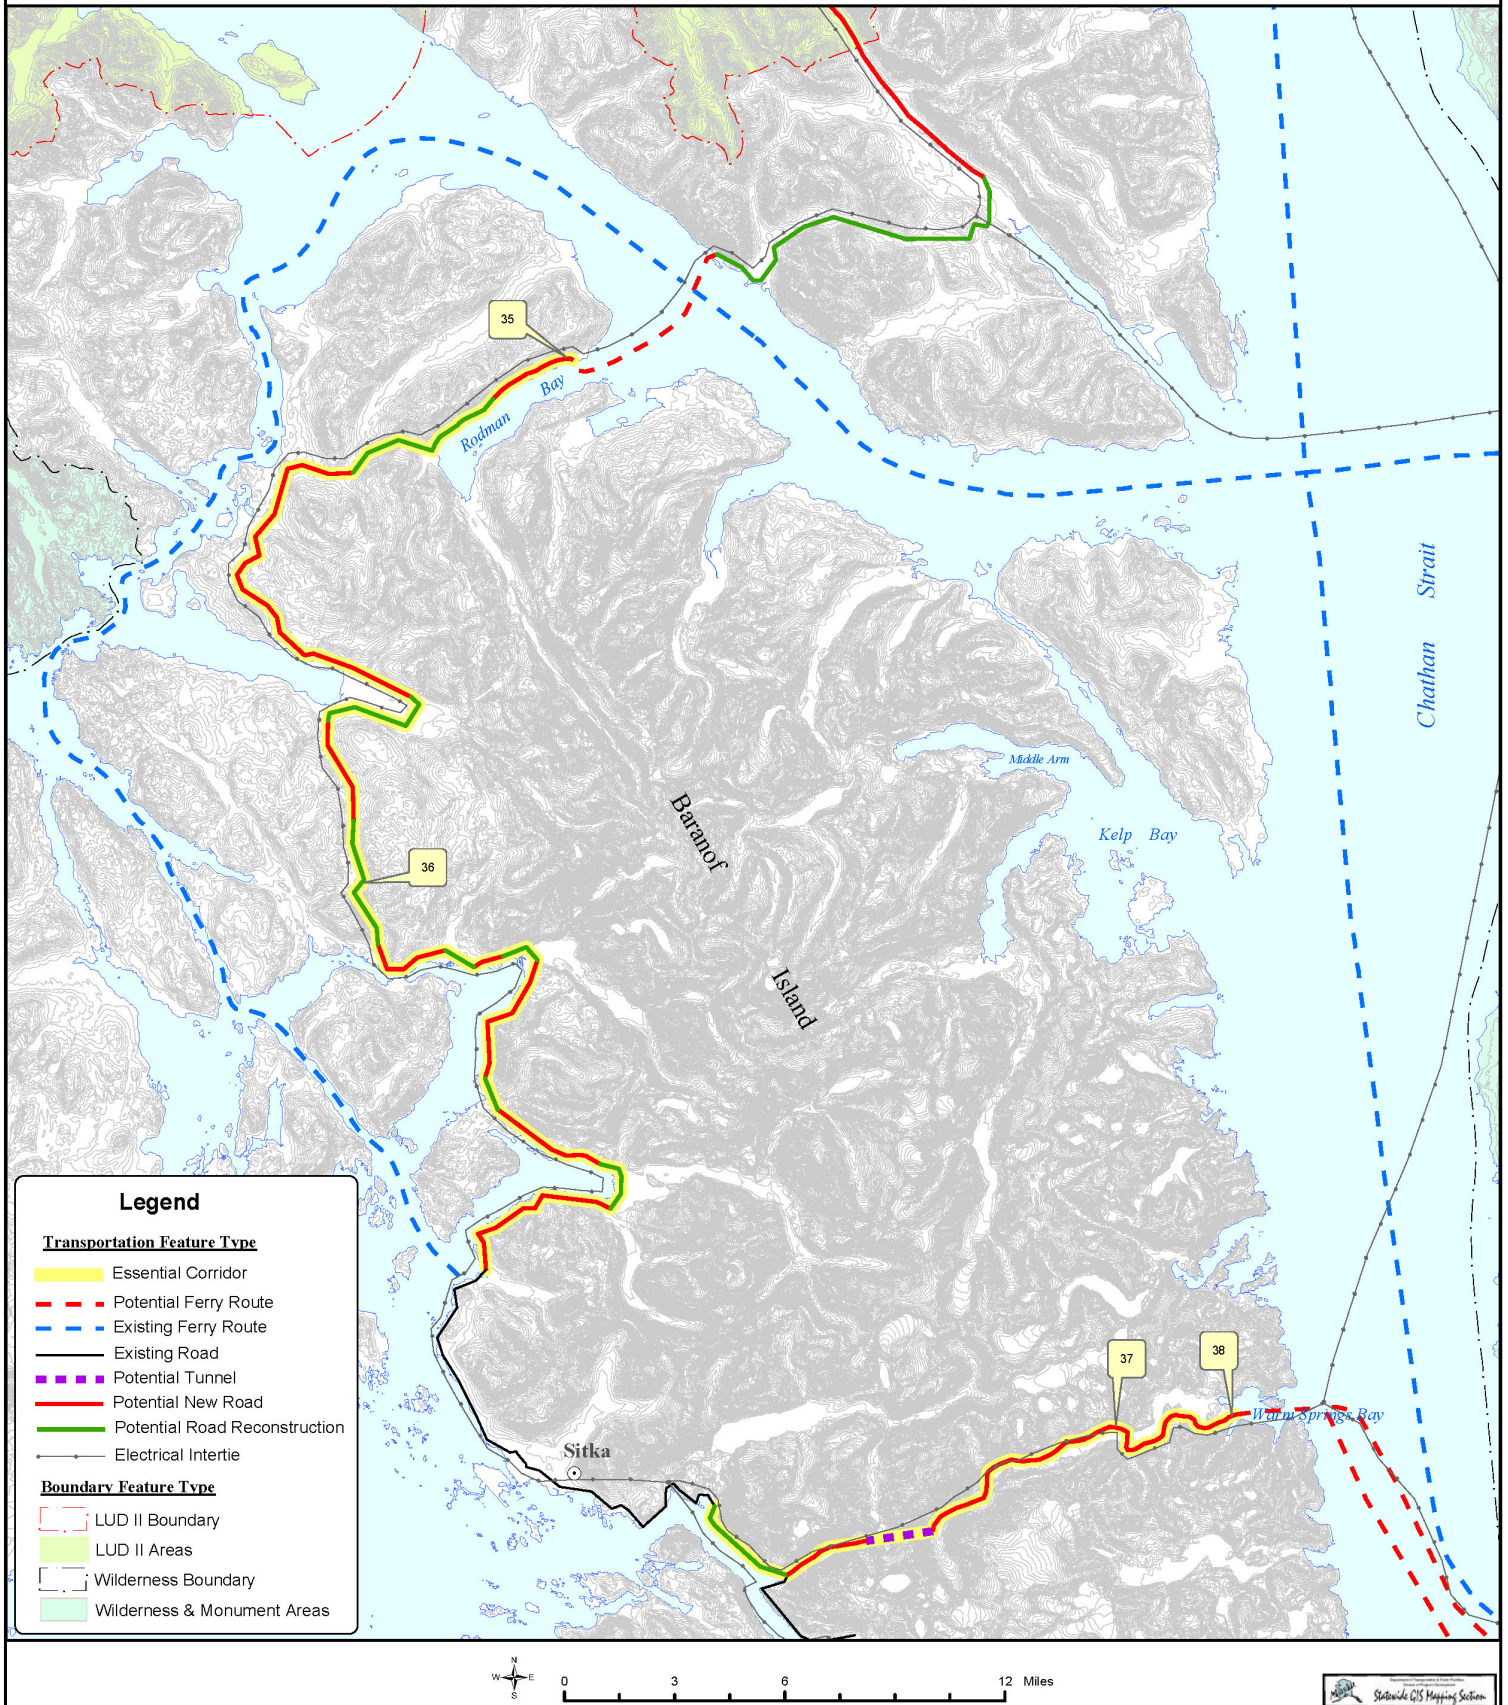 35
Rodman Bay
Chathan Strait
Middle Arm
Baranof
Kelp Bay
36
Island
Legend
Transportation Feature Type
Essential Corridor
Potential Ferry Route
Existing Ferry Route
Existing Road
Potential Tunnel
Potential New Road
Potential Road Reconstruction
Electrical Intertie
Boundary Feature Type
LUD II Boundary
LUD II Areas
Wilderness Boundary
Wilderness & Monument Areas
37
38
Warm Springs Bay
Sitka
N
W E
S
0 3 6 12 Miles
Statewide GIS Mapping Section